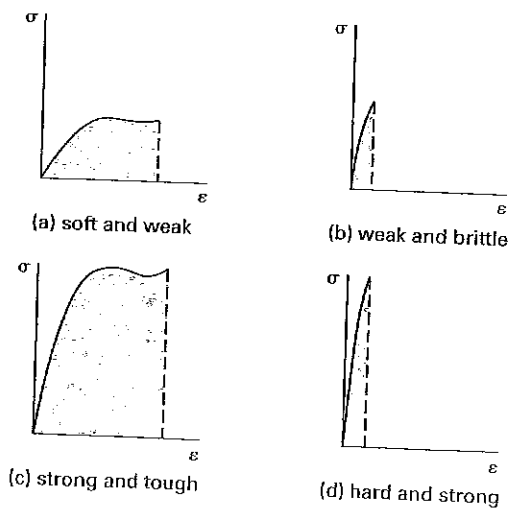 σ
ε
(a) soft and weak
σ
ε
(b) weak and brittle
σ
ε
(c) strong and tough
σ
ε
(d) hard and strong